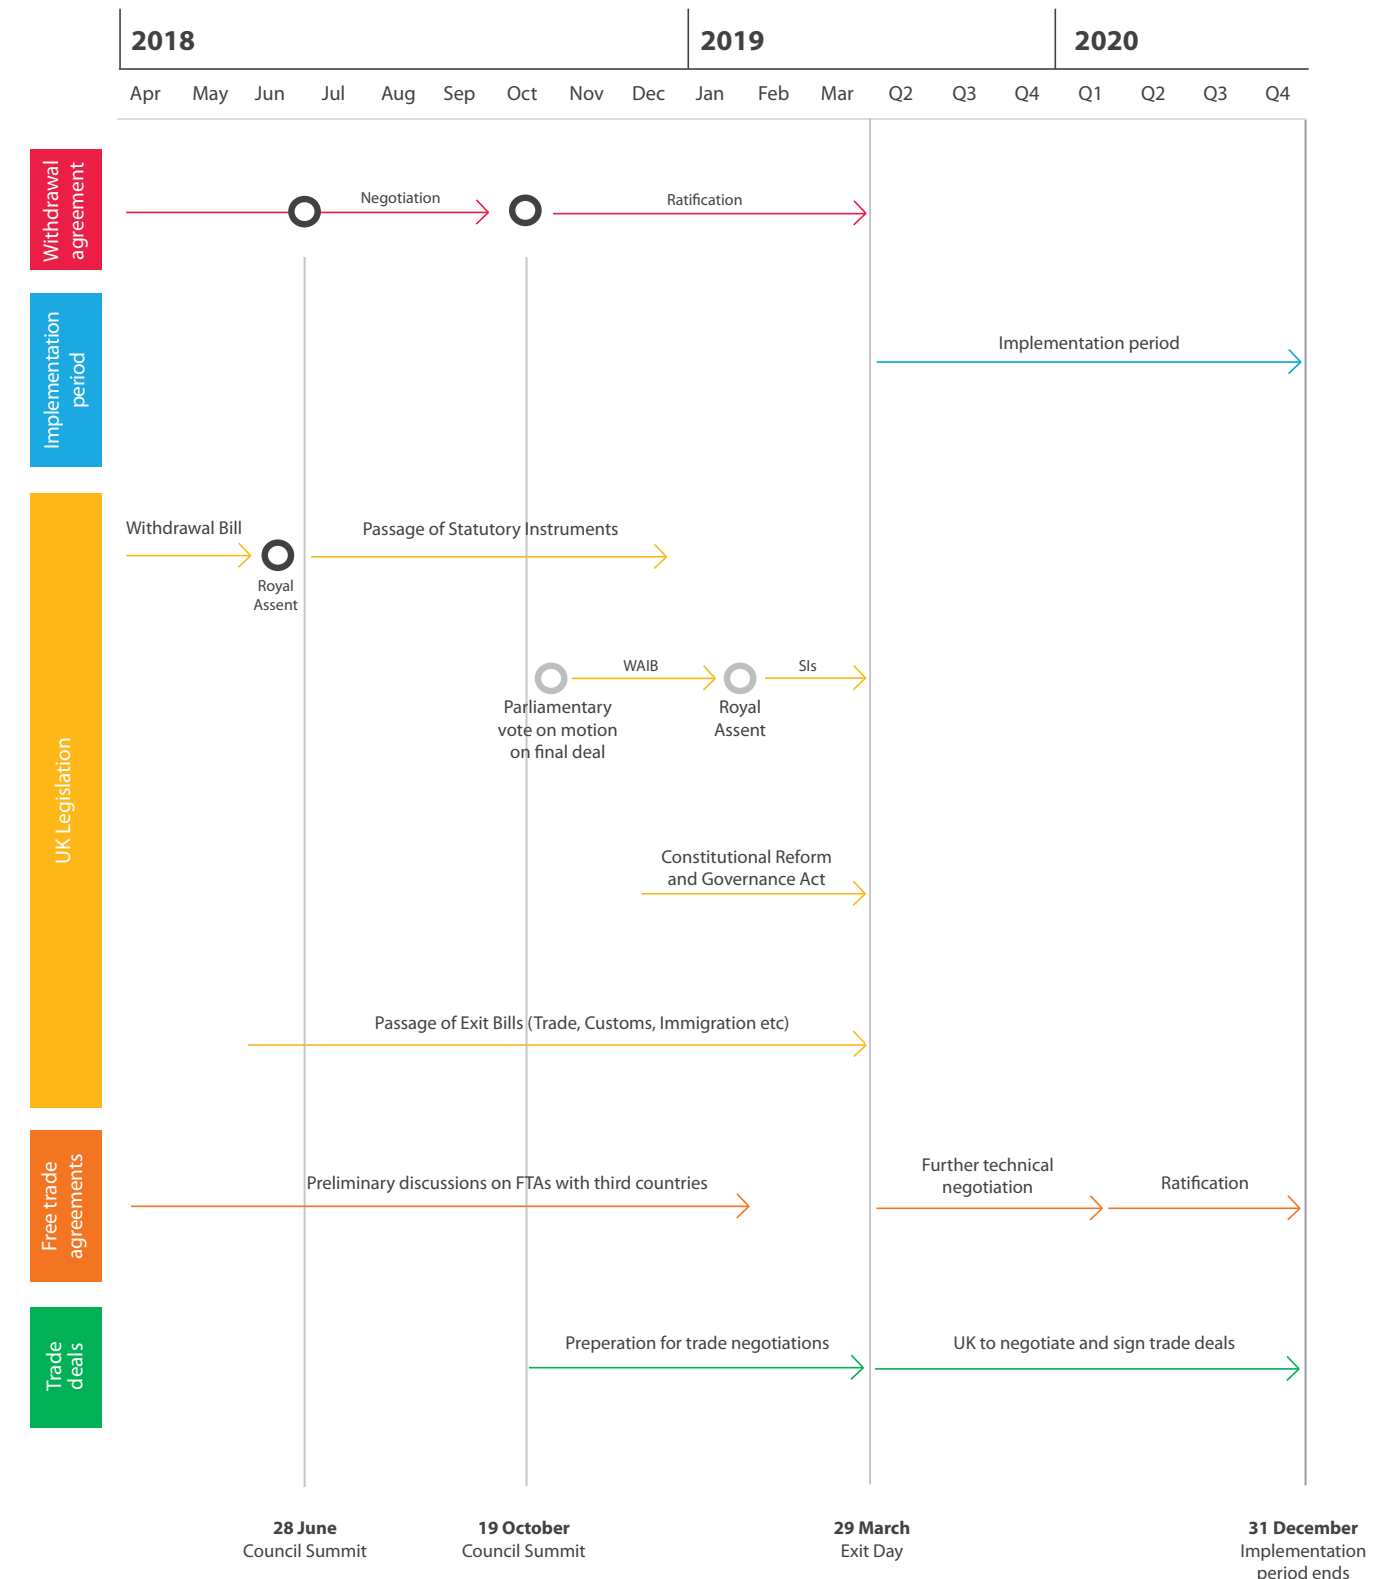 2018 2019 2020
Apr May Jun Jul Aug Sep Oct Nov Dec Jan Feb Mar Q2 Q3 Q4 Q1 Q2 Q3 Q4
Withdrawal
agreement
Negotiation
Ratification
Implementation
period
Implementation period
UK Legislation
Withdrawal Bill
Royal
Assent
Passage of Statutory Instruments
Parliamentary
vote on motion
on final deal
WAIB
Royal
Assent
SIs
Constitutional Reform
and Governance Act
Passage of Exit Bills (Trade, Customs, Immigration etc)
Free trade
agreements
Preliminary discussions on FTAs with third countries
Further technical
negotiation
Ratification
Trade
deals
Preperation for trade negotiations
UK to negotiate and sign trade deals
28 June
Council Summit
19 October
Council Summit
29 March
Exit Day
31 December
Implementation
period ends